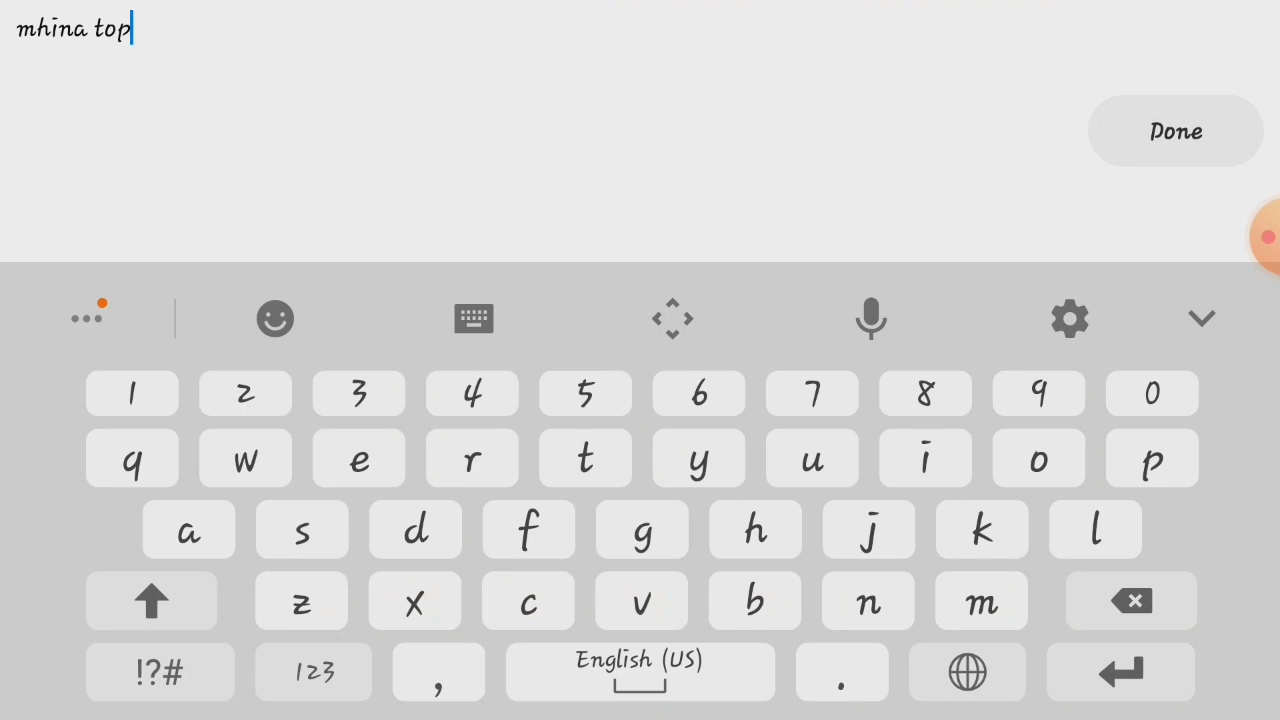 mhina top
Done
1 2 3 4 5 6 7 8 9 0
q w e r t y u i o p
a s d f g h j k l
z x c v b n m
!?# 123 , English (US) .